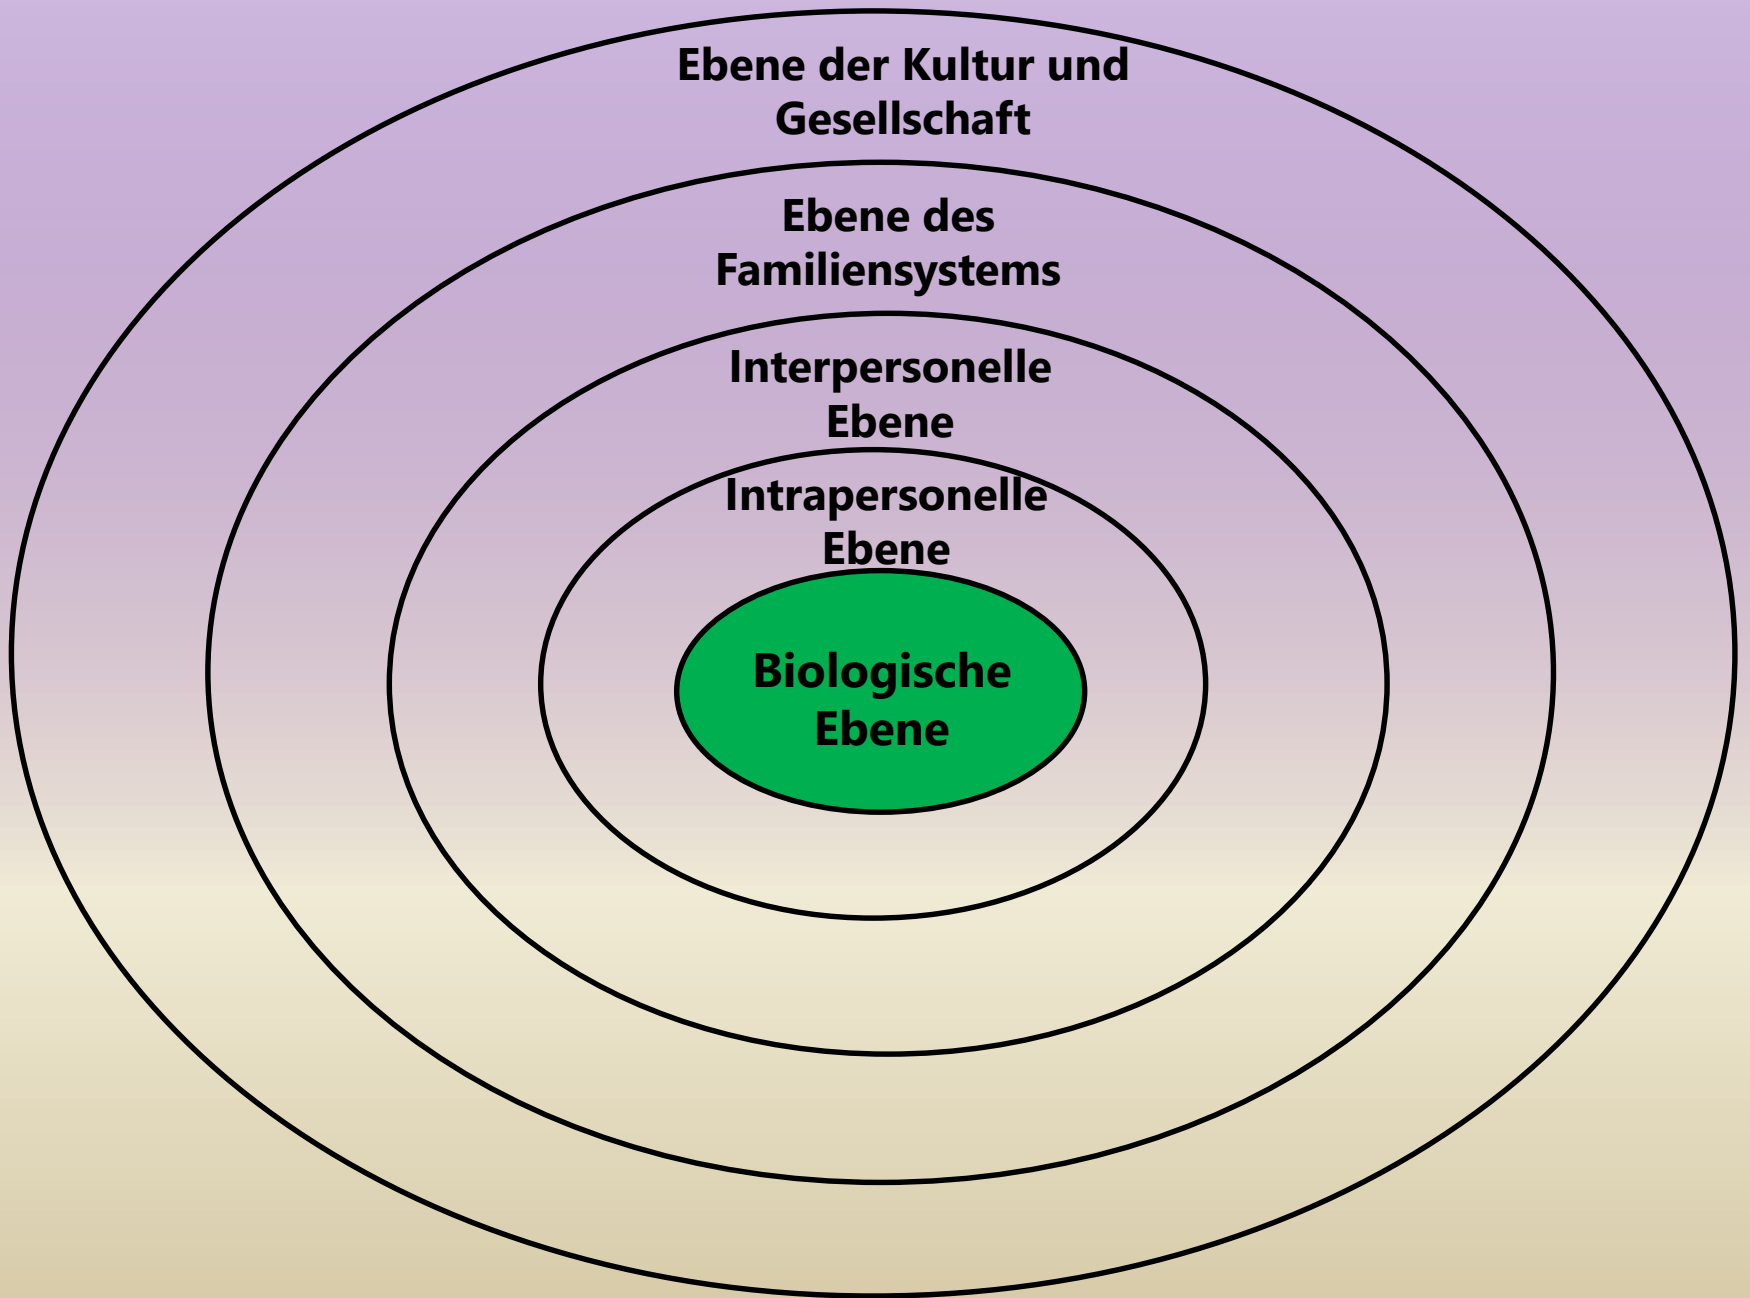 Ebene der Kultur und
Gesellschaft
Ebene des
Familiensystems
Interpersonelle
Ebene
Intrapersonelle
Ebene
Biologische
Ebene